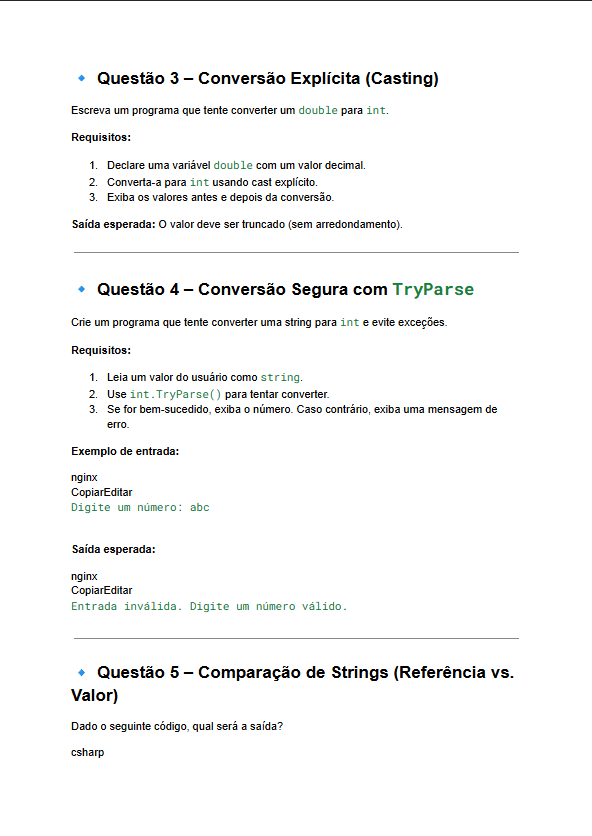 Questão 3 – Conversão Explícita (Casting)
Escreva um programa que tente converter um double para int.
Requisitos:
1. Declare uma variável double com um valor decimal.
2. Converta-a para int usando cast explícito.
3. Exiba os valores antes e depois da conversão.
Saída esperada: O valor deve ser truncado (sem arredondamento).
Questão 4 – Conversão Segura com TryParse
Crie um programa que tente converter uma string para int e evite exceções.
Requisitos:
1. Leia um valor do usuário como string.
2. Use int.TryParse() para tentar converter.
3. Se for bem-sucedido, exiba o número. Caso contrário, exiba uma mensagem de
erro.
Exemplo de entrada:
nginx
CopiarEditar
Digite um número: abc
Saída esperada:
nginx
CopiarEditar
Entrada inválida. Digite um número válido.
Questão 5 – Comparação de Strings (Referência vs.
Valor)
Dado o seguinte código, qual será a saída?
csharp